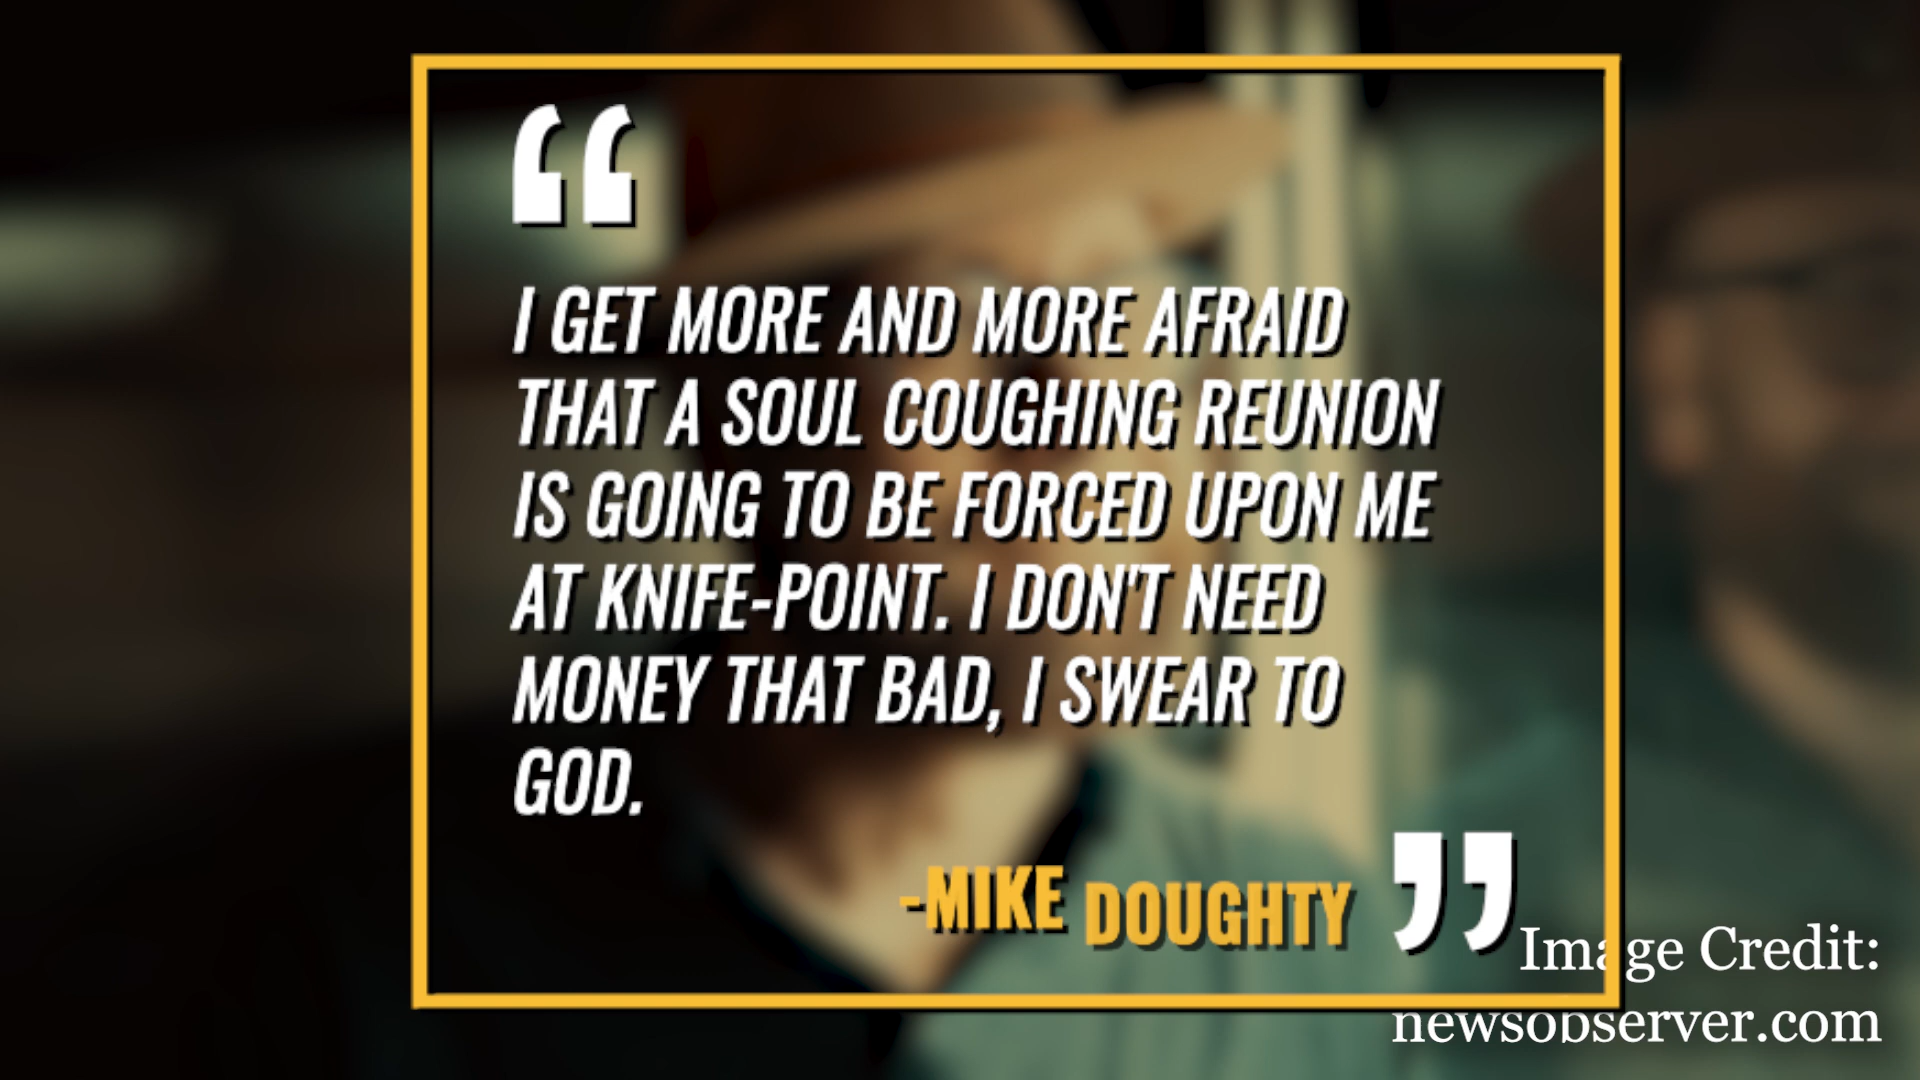 “
I GET MORE AND MORE AFRAID
THAT A SOUL COUGHING REUNION
IS GOING TO BE FORCED UPON ME
AT KNIFE-POINT. I DON'T NEED
MONEY THAT BAD, I SWEAR TO
GOD.
-MIKE DOUGHTY ”
Image Credit:
newsobserver.com